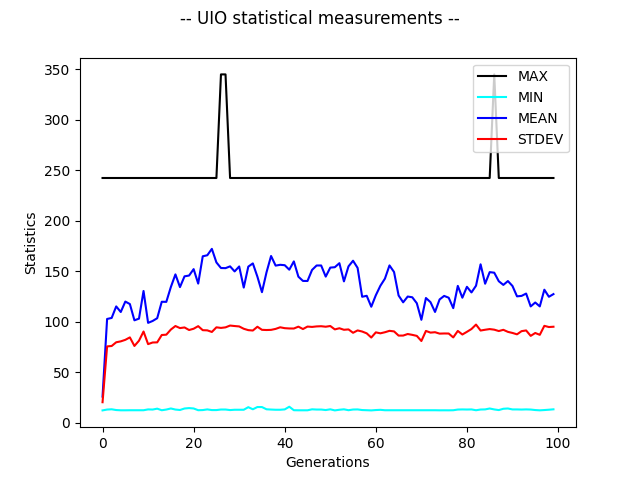 -- UIO statistical measurements --
350
300
250
200
150
100
50
0
Statistics
MAX
MIN
MEAN
STDEV
0 20 40 60 80 100
Generations